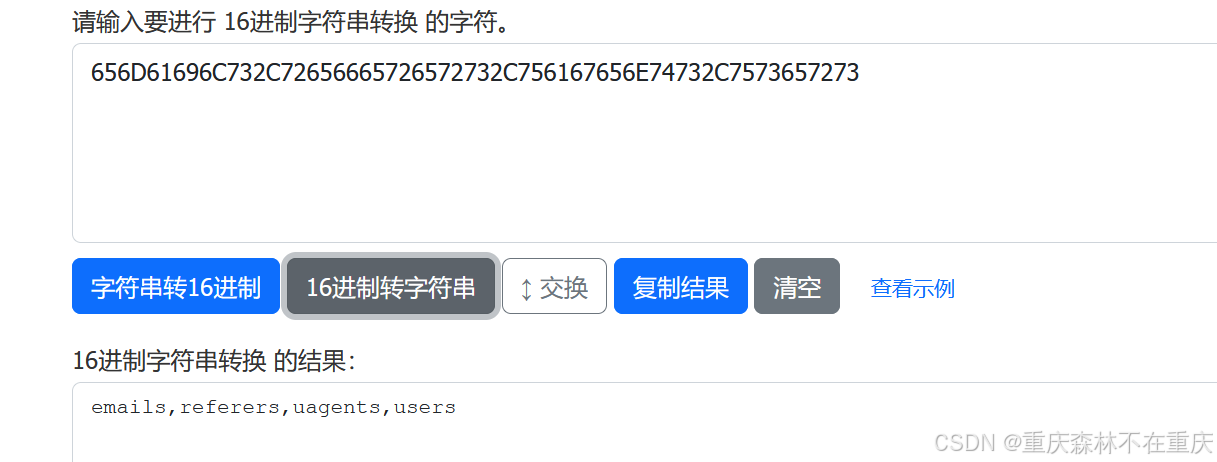 请输入要进行 16进制字符串转换 的字符。
656D61696C732C72656665726572732C756167656E74732C7573657273
字符串转16进制 16进制转字符串 ↕ 交换 复制结果 清空 查看示例
16进制字符串转换 的结果：
emails,referers,uagents,users
CSDN @重庆森林不在重庆